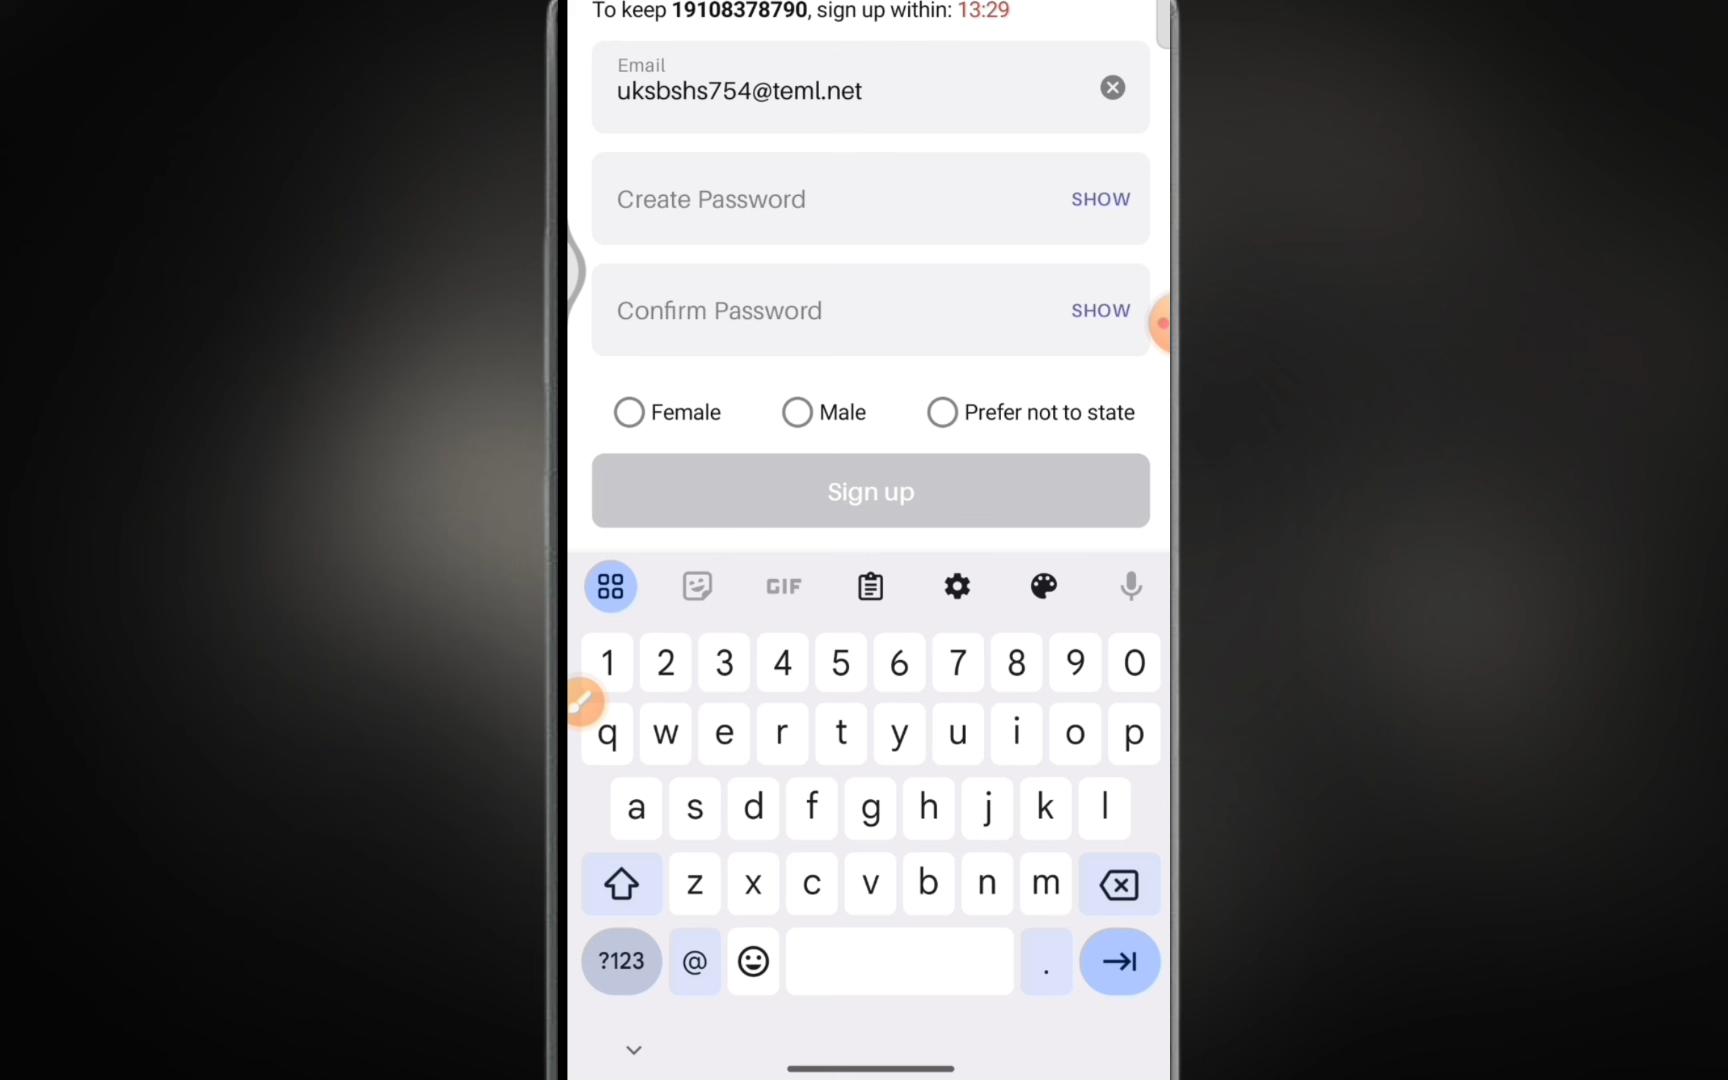 To keep 19108378790, sign up within: 13:29
Email
uksbshs754@teml.net
Create Password SHOW
Confirm Password SHOW
Female Male Prefer not to state
Sign up
GIF
1 2 3 4 5 6 7 8 9 0
q w e r t y u i o p
a s d f g h j k l
z x c v b n m
?123 @ .